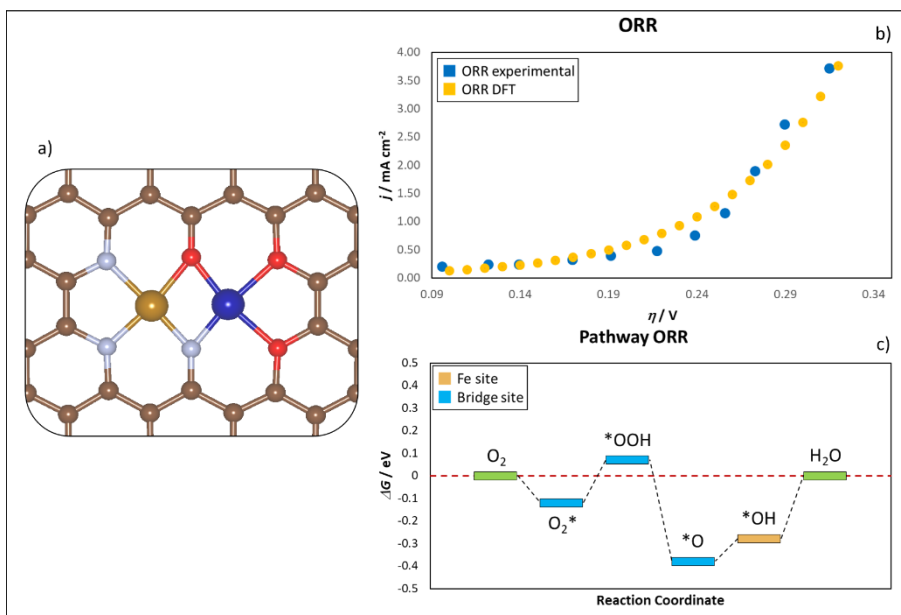 a)
ORR
b)
ORR experimental
ORR DFT
j / mA cm⁻²
4.00
3.50
3.00
2.50
2.00
1.50
1.00
0.50
0.00
0.09
0.14
0.19
0.24
0.29
0.34
η / V
Pathway ORR
c)
Fe site
Bridge site
ΔG / eV
0.5
0.4
0.3
0.2
0.1
0
-0.1
-0.2
-0.3
-0.4
-0.5
O₂
O₂*
*OOH
*O
*OH
H₂O
Reaction Coordinate